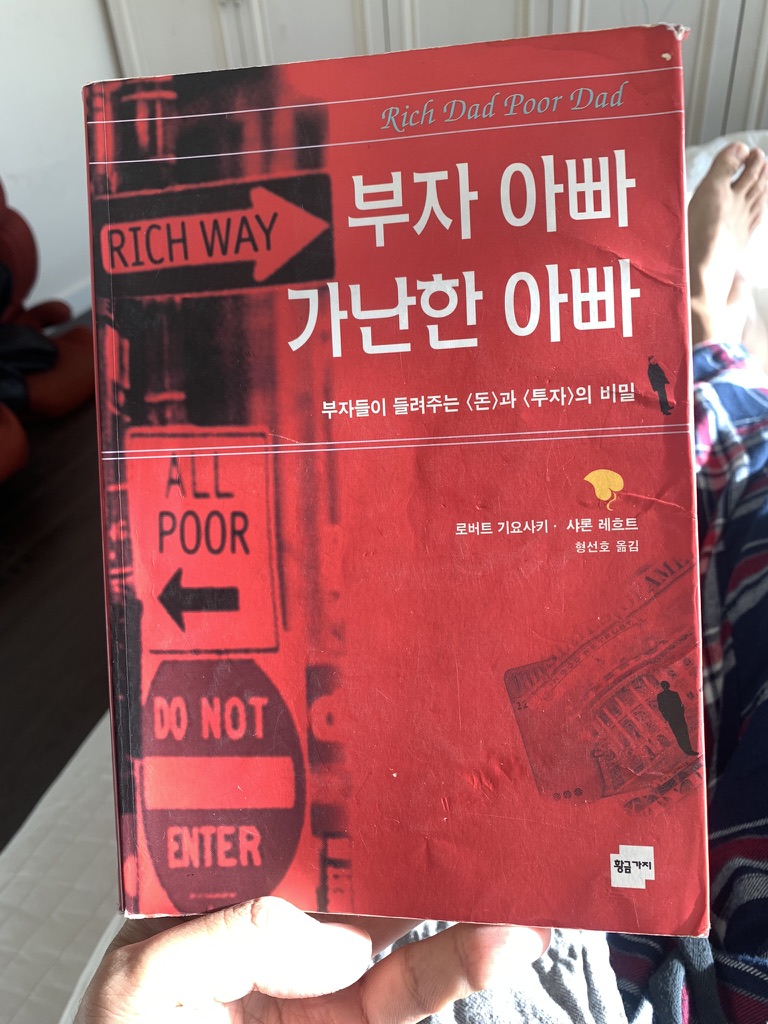 Rich Dad Poor Dad
부자 아빠
가난한 아빠
부자들이 들려주는 〈돈〉과 〈투자〉의 비밀
로버트 기요사키 · 샤론 레흐트
형선호 옮김
RICH WAY
ALL
POOR
DO NOT
ENTER
황금가지